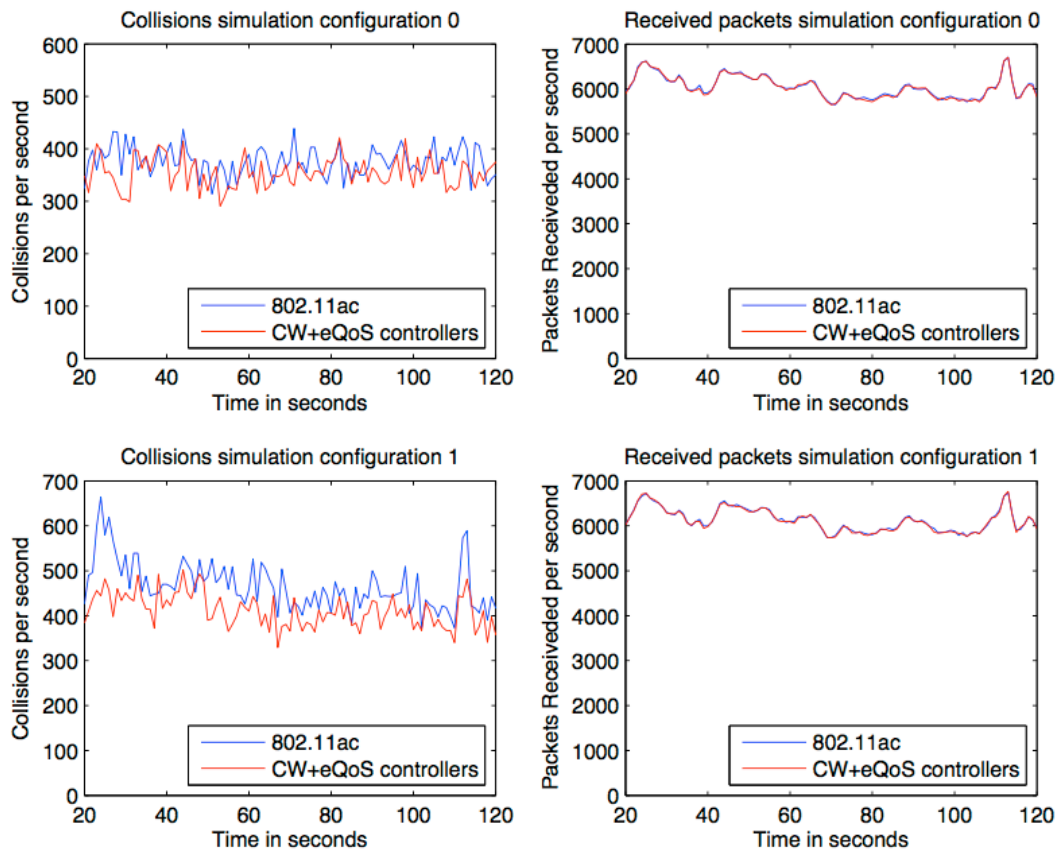 Collisions simulation configuration 0
600
500
400
300
200
100
0
Collisions per second
802.11ac
CW+eQoS controllers
20 40 60 80 100 120
Time in seconds
Received packets simulation configuration 0
7000
6000
5000
4000
3000
2000
1000
0
Packets Receiveded per second
802.11ac
CW+eQoS controllers
20 40 60 80 100 120
Time in seconds
Collisions simulation configuration 1
700
600
500
400
300
200
100
0
Collisions per second
802.11ac
CW+eQoS controllers
20 40 60 80 100 120
Time in seconds
Received packets simulation configuration 1
7000
6000
5000
4000
3000
2000
1000
0
Packets Receiveded per second
802.11ac
CW+eQoS controllers
20 40 60 80 100 120
Time in seconds